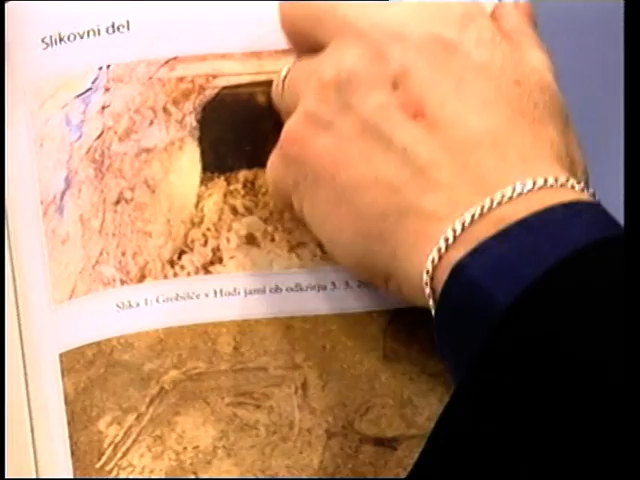 Slikovni del
Slika 1: Grobišče v Hudi jami ob odkritju 3. 3.